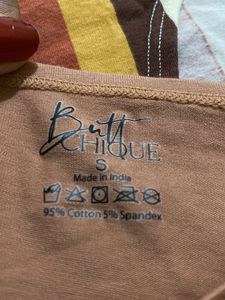 Butt
CHIQUE
S
Made in India
95% Cotton 5% Spandex